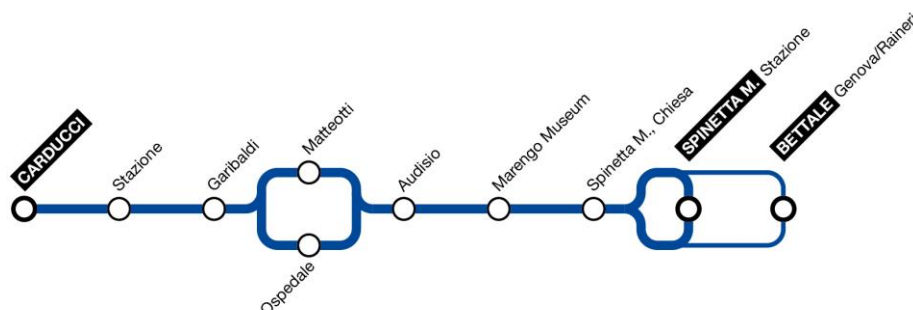 CARDUCCI
Stazione
Garibaldi
Matteotti
Ospedale
Audisio
Marengo Museum
Spinetta M., Chiesa
SPINETTA M. Stazione
BETTALE Genova/Raineri